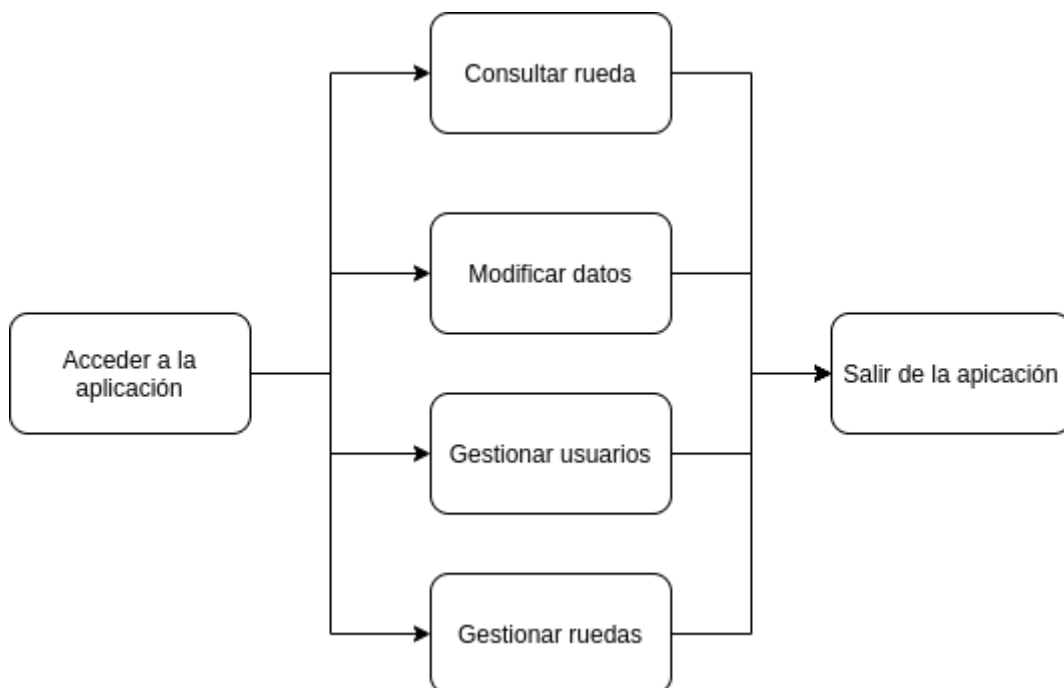 Consultar rueda
Modificar datos
Acceder a la
aplicación
Salir de la apicación
Gestionar usuarios
Gestionar ruedas